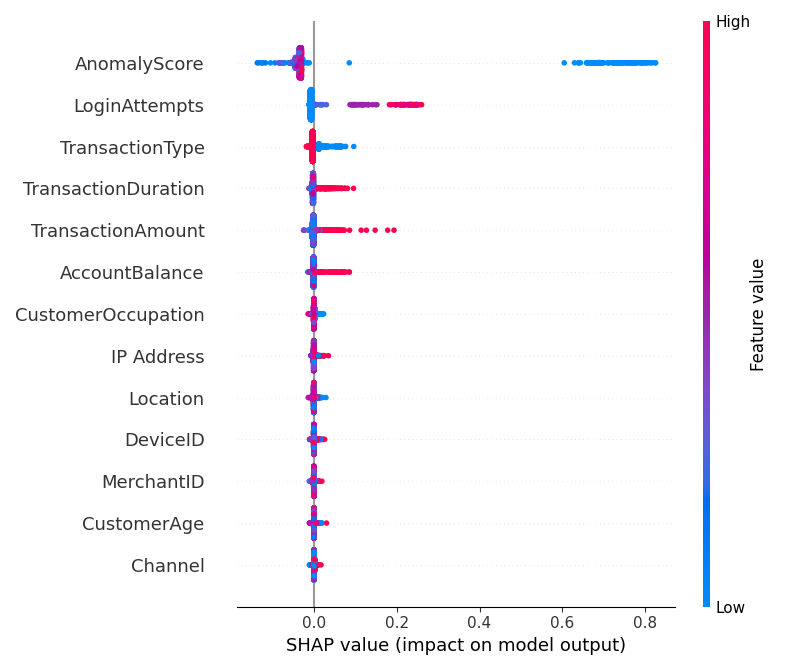 High
AnomalyScore
LoginAttempts
TransactionType
TransactionDuration
TransactionAmount
AccountBalance
CustomerOccupation
IP Address
Location
DeviceID
MerchantID
CustomerAge
Channel
Feature value
Low
0.0 0.2 0.4 0.6 0.8
SHAP value (impact on model output)